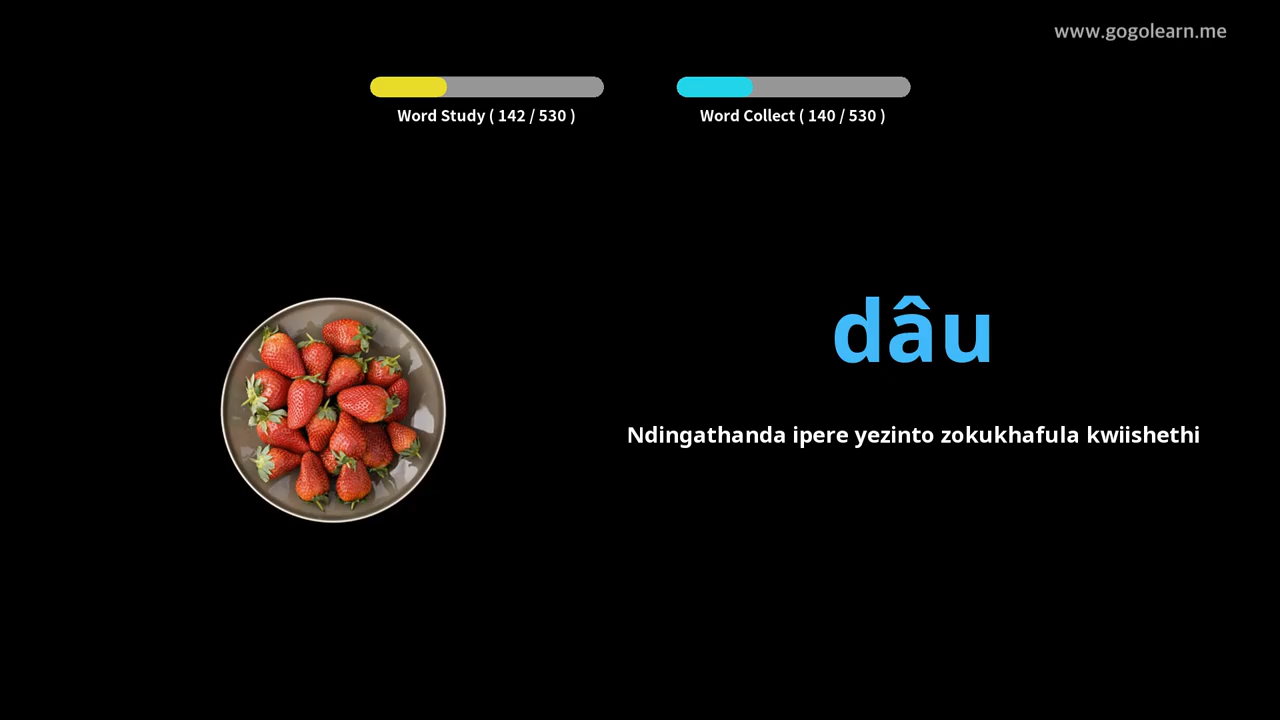 www.gogolearn.me
Word Study ( 142 / 530 )
Word Collect ( 140 / 530 )
dâu
Ndingathanda ipere yezinto zokukhafula kwiishethi